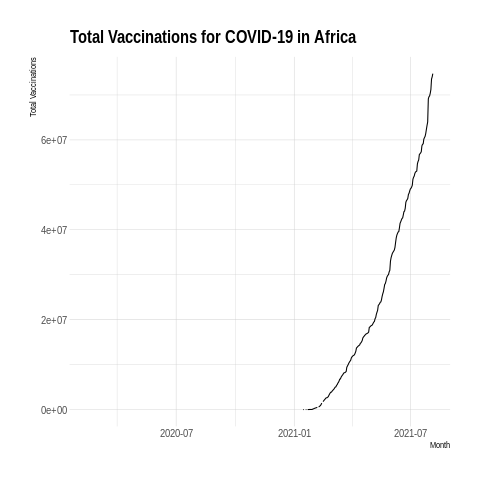 Total Vaccinations for COVID-19 in Africa
Total Vaccinations
6e+07
4e+07
2e+07
0e+00
2020-07 2021-01 2021-07
Month